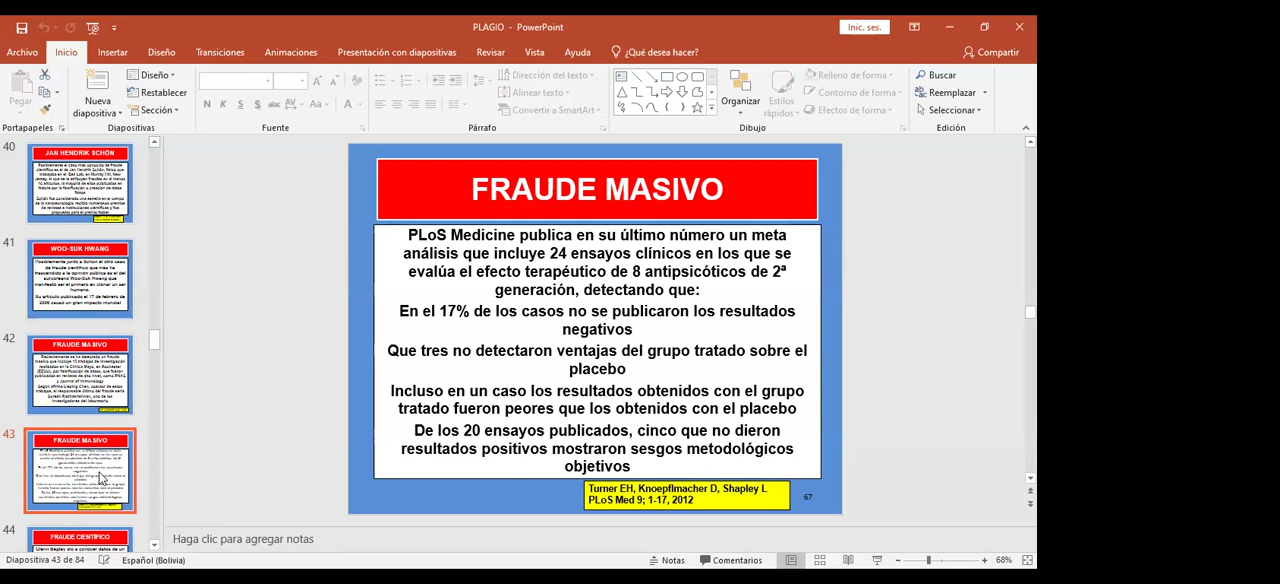 PLAGIO - PowerPoint
Inic. ses.
Archivo Inicio Insertar Diseño Transiciones Animaciones Presentación con diapositivas Revisar Vista Ayuda ¿Qué desea hacer? Compartir
Pegar
Nueva diapositiva
Diseño
Restablecer
Sección
N K S S abc AV Aa A
Dirección del texto
Alinear texto
Convertir a SmartArt
Organizar
Estilos rápidos
Relleno de forma
Contorno de forma
Efectos de forma
Buscar
Reemplazar
Seleccionar
Portapapeles Diapositivas Fuente Párrafo Dibujo Edición
40
JAN HENDRIK SCHÖN
41
WOO-SUK HWANG
42
FRAUDE MASIVO
43
FRAUDE MASIVO
44
FRAUDE CIENTÍFICO
FRAUDE MASIVO
PLoS Medicine publica en su último número un meta
análisis que incluye 24 ensayos clínicos en los que se
evalúa el efecto terapéutico de 8 antipsicóticos de 2ª
generación, detectando que:
En el 17% de los casos no se publicaron los resultados
negativos
Que tres no detectaron ventajas del grupo tratado sobre el
placebo
Incluso en un caso los resultados obtenidos con el grupo
tratado fueron peores que los obtenidos con el placebo
De los 20 ensayos publicados, cinco que no dieron
resultados positivos mostraron sesgos metodológicos
objetivos
Turner EH, Knoepflmacher D, Shapley L
PLoS Med 9; 1-17, 2012
67
Haga clic para agregar notas
Diapositiva 43 de 84 Español (Bolivia) Notas Comentarios 68%